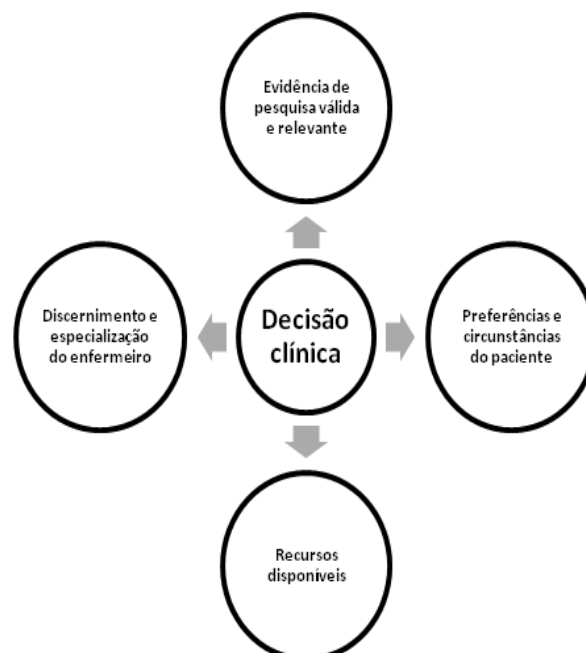 Evidência de
pesquisa válida
e relevante
Discernimento e
especialização
do enfermeiro
Decisão
clínica
Preferências e
circunstâncias
do paciente
Recursos
disponíveis